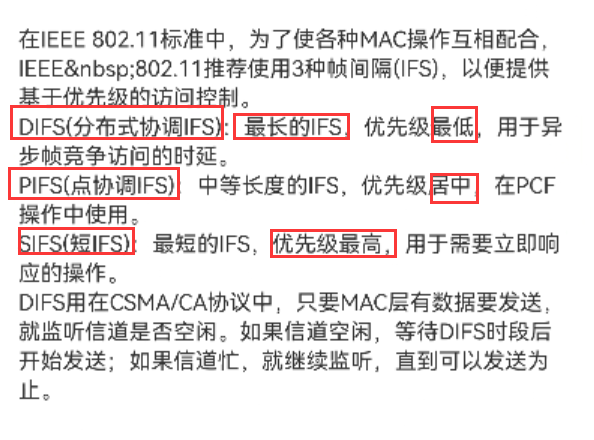 在IEEE 802.11标准中，为了使各种MAC操作互相配合，
IEEE&nbsp;802.11推荐使用3种帧间隔(IFS)，以便提供
基于优先级的访问控制。
DIFS(分布式协调IFS)：最长的IFS，优先级最低，用于异
步帧竞争访问的时延。
PIFS(点协调IFS)：中等长度的IFS，优先级居中，在PCF
操作中使用。
SIFS(短IFS)：最短的IFS，优先级最高，用于需要立即响
应的操作。
DIFS用在CSMA/CA协议中，只要MAC层有数据要发送，
就监听信道是否空闲。如果信道空闲，等待DIFS时段后
开始发送；如果信道忙，就继续监听，直到可以发送为
止。